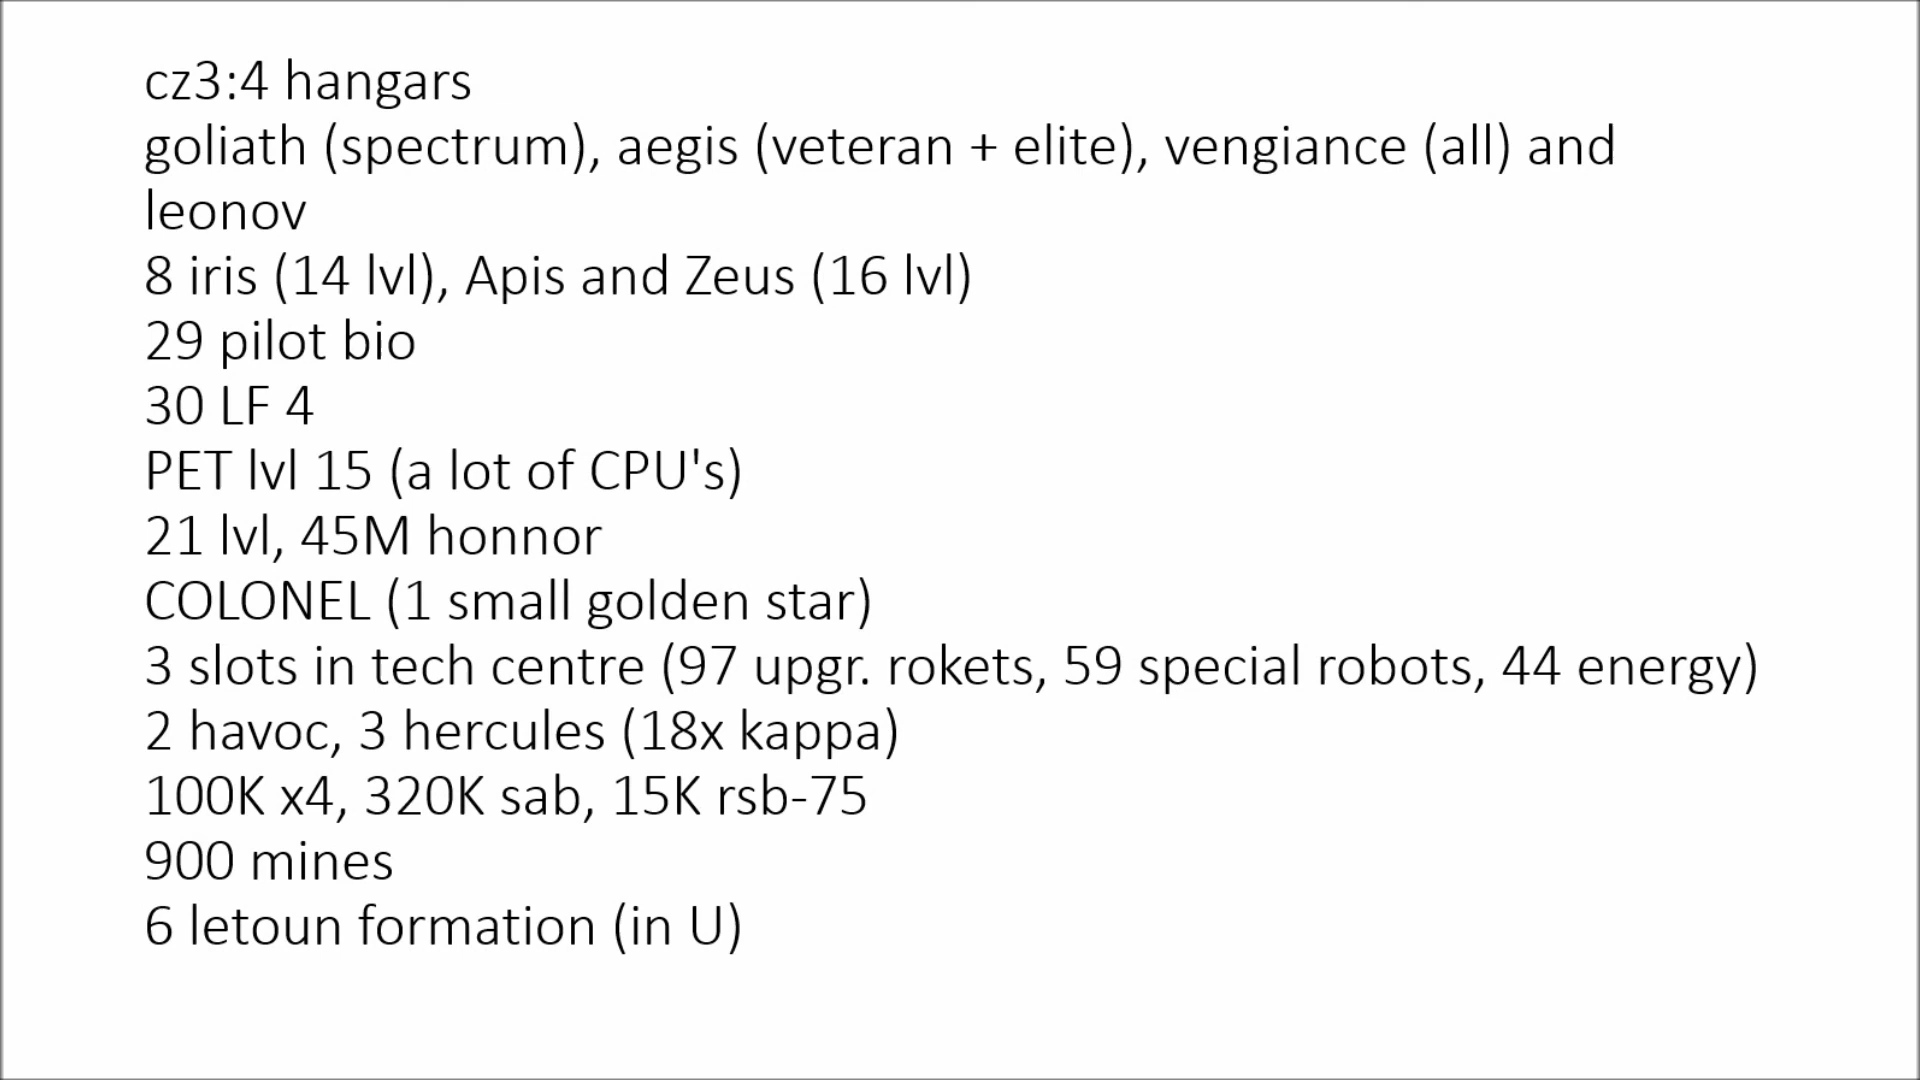 cz3:4 hangars
goliath (spectrum), aegis (veteran + elite), vengiance (all) and
leonov
8 iris (14 lvl), Apis and Zeus (16 lvl)
29 pilot bio
30 LF 4
PET lvl 15 (a lot of CPU's)
21 lvl, 45M honnor
COLONEL (1 small golden star)
3 slots in tech centre (97 upgr. rokets, 59 special robots, 44 energy)
2 havoc, 3 hercules (18x kappa)
100K x4, 320K sab, 15K rsb-75
900 mines
6 letoun formation (in U)